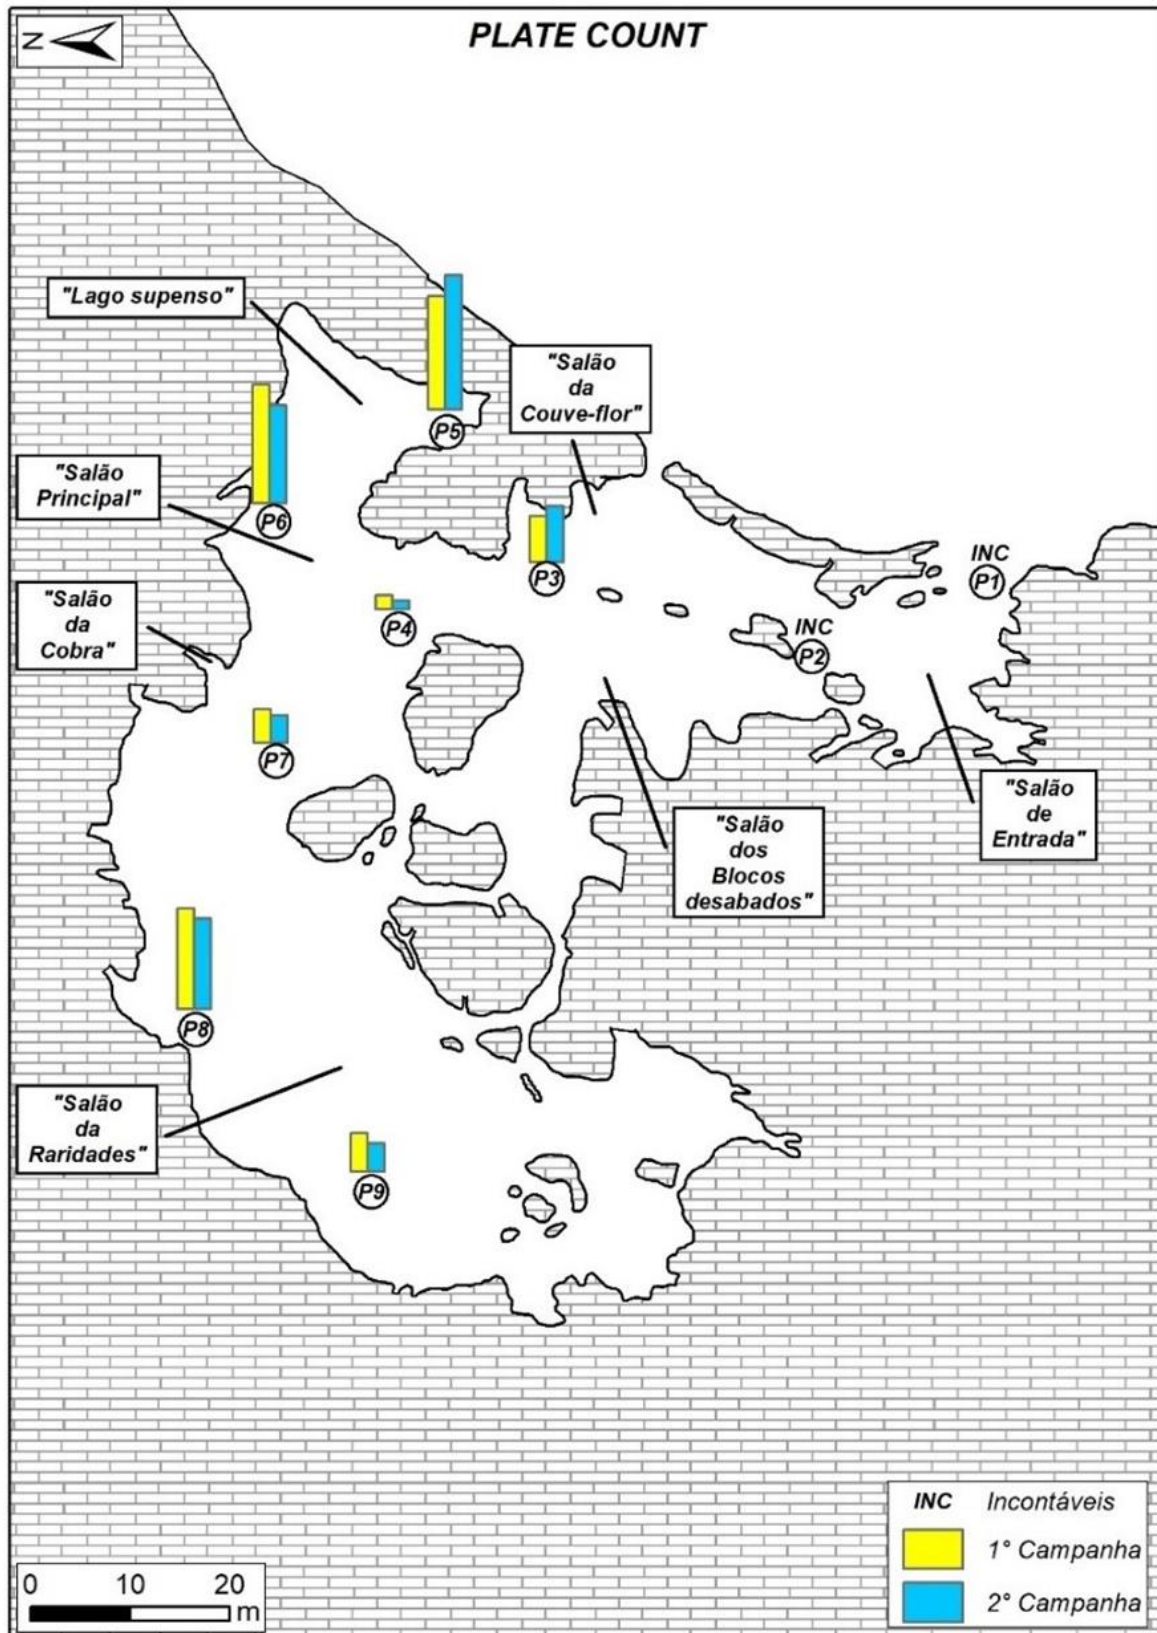 PLATE COUNT
N
"Lago supenso"
"Salão
da
Couve-flor"
P5
"Salão
Principal"
P6
P3
INC
P1
"Salão
da
Cobra"
P4
INC
P2
P7
"Salão
de
Entrada"
"Salão
dos
Blocos
desabados"
P8
"Salão
da
Raridades"
P9
INC Incontáveis
1° Campanha
2° Campanha
0 10 20
m